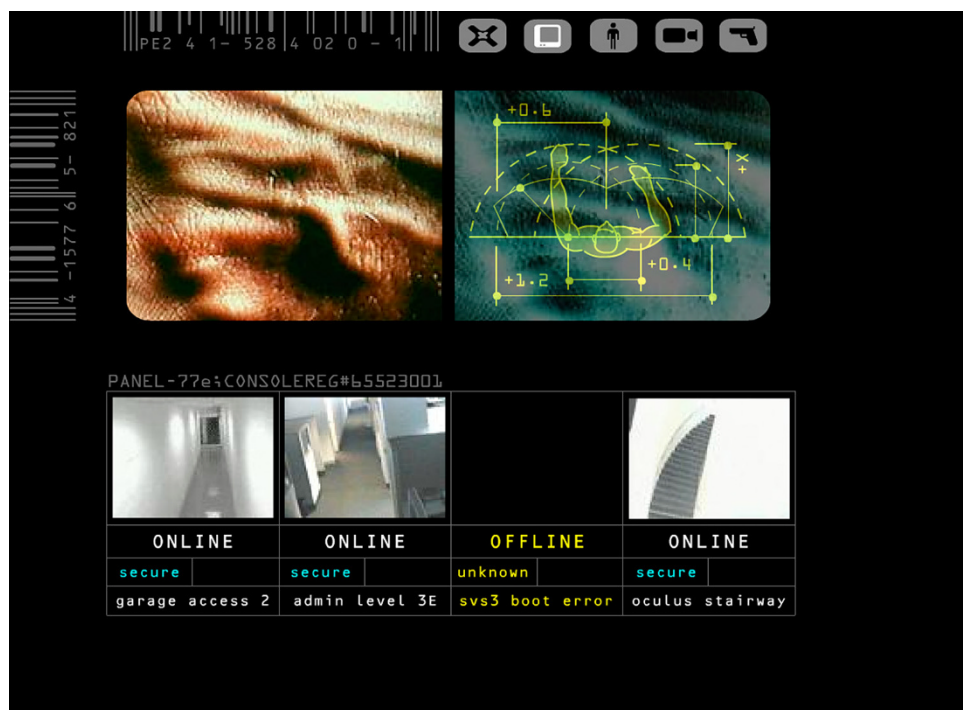 PE2 4 1- 528 4 02 0 - 1
4 -1577 6 5- 821
+0.6
+X
+0.4
+1.2
PANEL-77e;CONSOLEREG#65523001
ONLINE ONLINE OFFLINE ONLINE
secure secure unknown secure
garage access 2 admin level 3E svs3 boot error oculus stairway